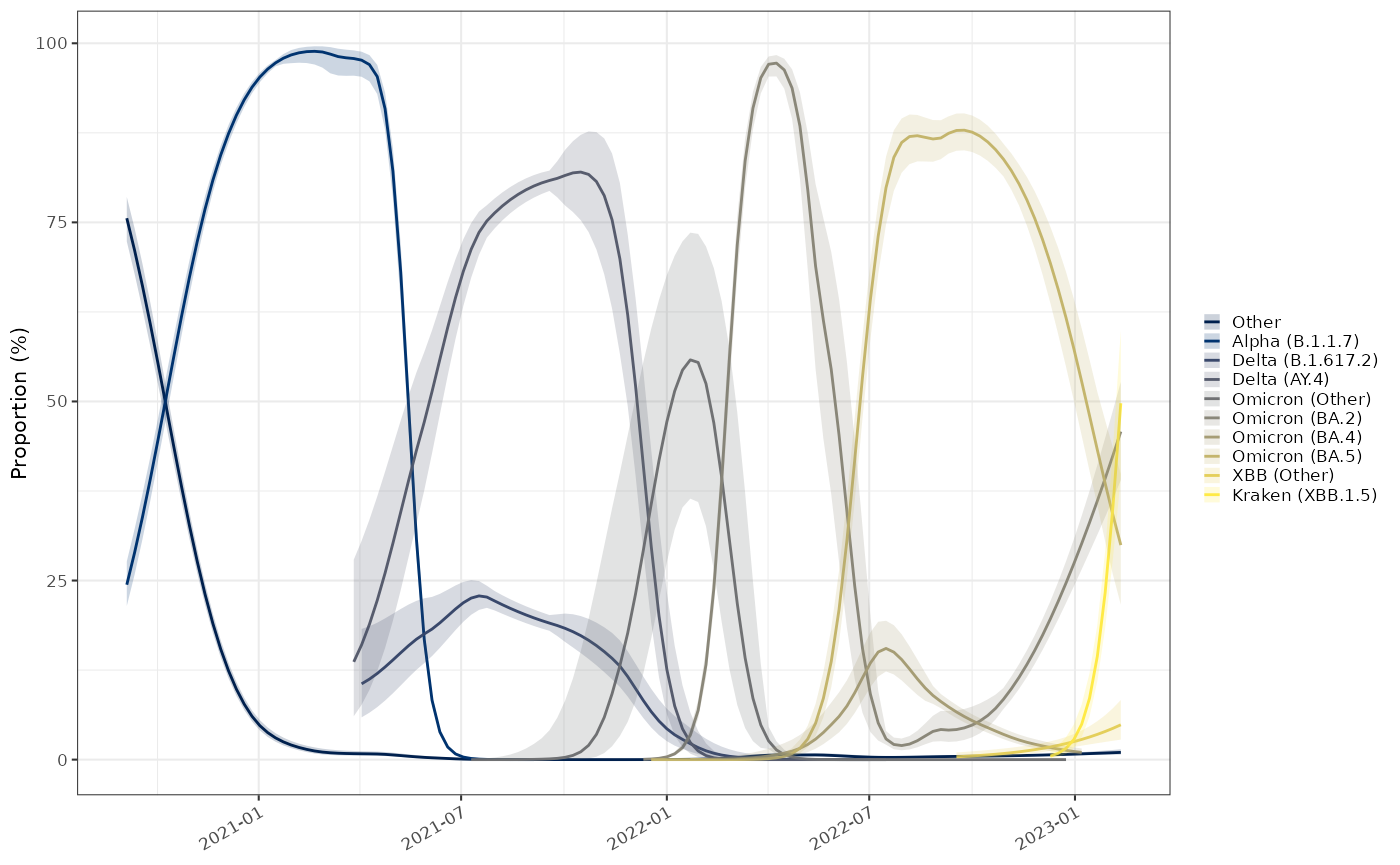 Proportion (%)
100
75
50
25
0
2021-01
2021-07
2022-01
2022-07
2023-01
Other
Alpha (B.1.1.7)
Delta (B.1.617.2)
Delta (AY.4)
Omicron (Other)
Omicron (BA.2)
Omicron (BA.4)
Omicron (BA.5)
XBB (Other)
Kraken (XBB.1.5)